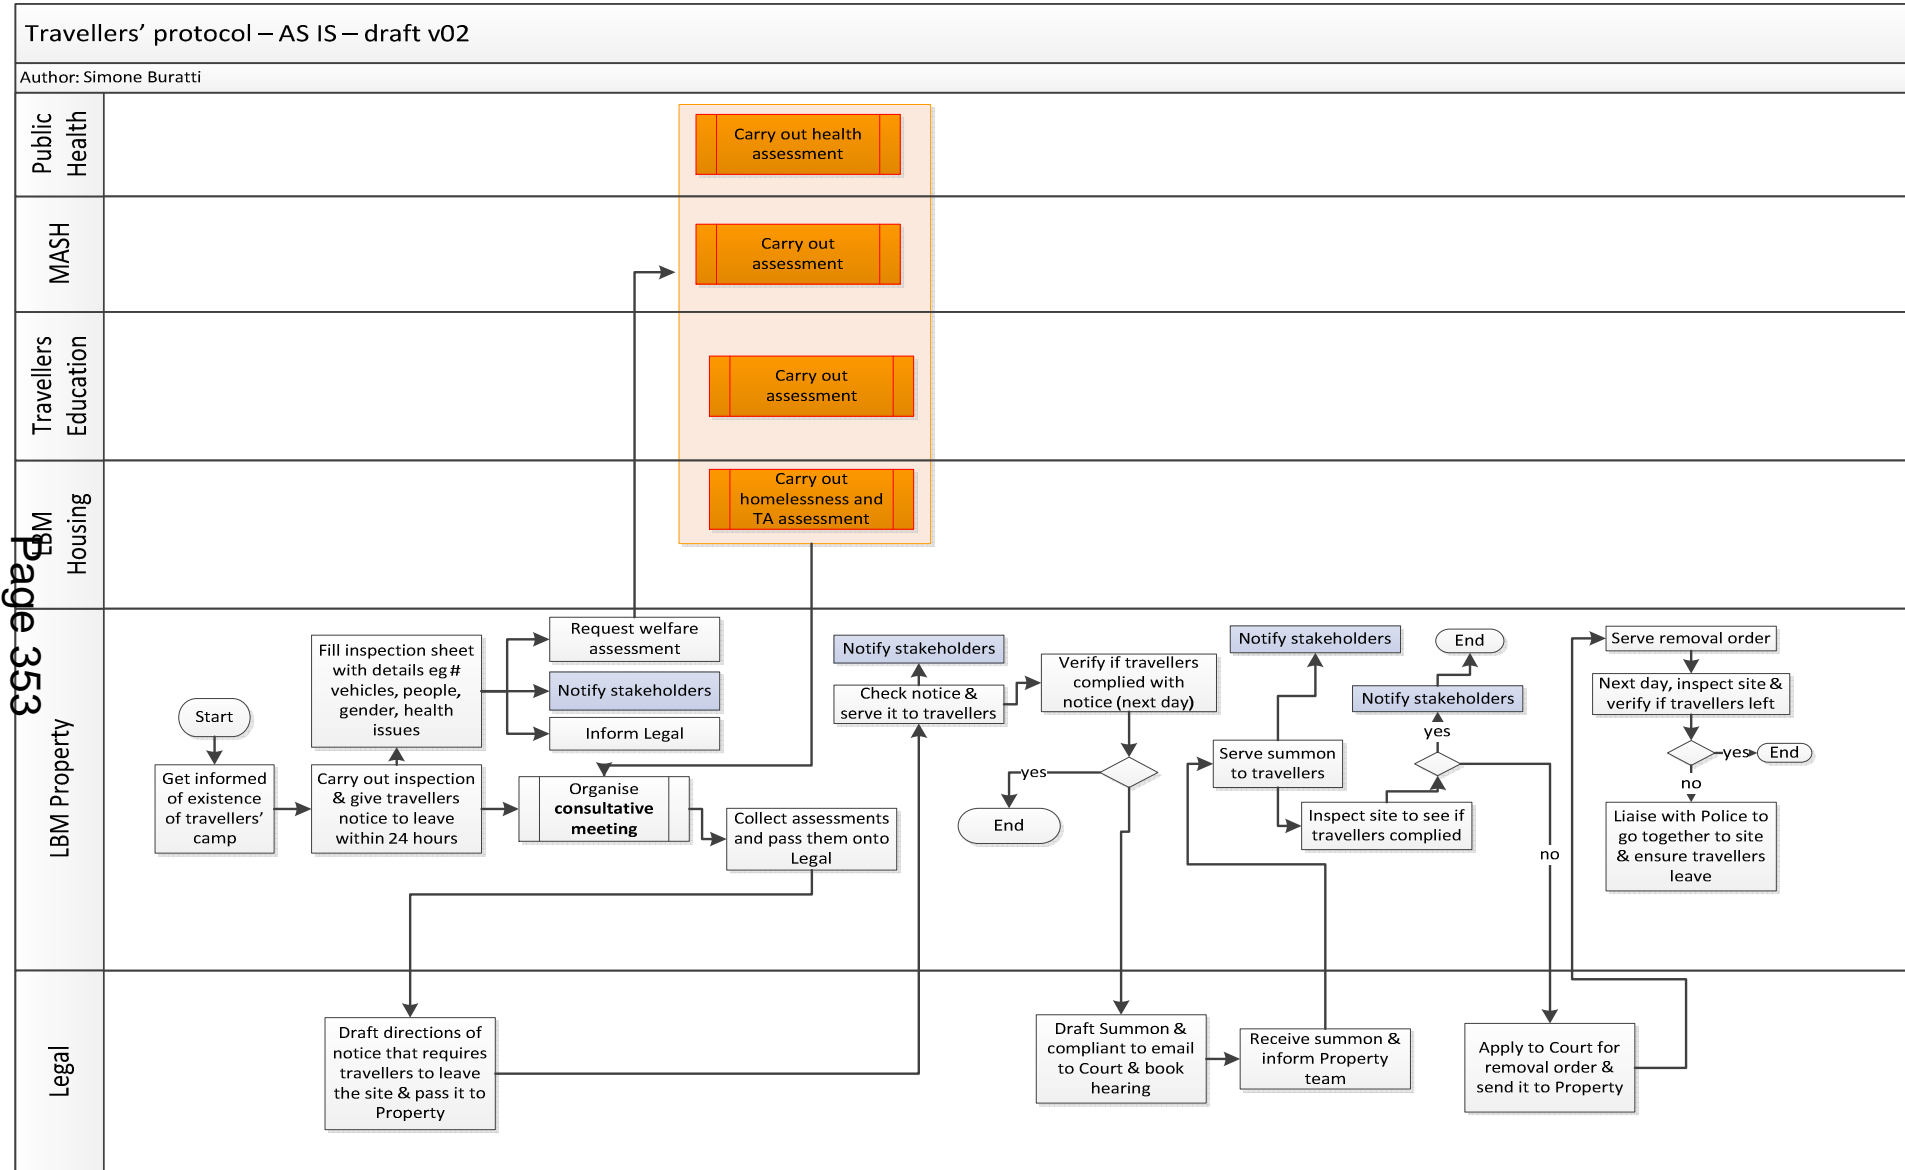 Travellers’ protocol – AS IS – draft v02
Author: Simone Buratti
Public
Health
Carry out health
assessment
MASH
Carry out
assessment
Travellers
Education
Carry out
assessment
LBM
Housing
Carry out
homelessness and
TA assessment
Page 353
LBM Property
Start
Get informed
of existence
of travellers’
camp
Fill inspection sheet
with details eg #
vehicles, people,
gender, health
issues
Carry out inspection
& give travellers
notice to leave
within 24 hours
Request welfare
assessment
Notify stakeholders
Inform Legal
Organise
consultative
meeting
Collect assessments
and pass them onto
Legal
Notify stakeholders
Check notice &
serve it to travellers
Verify if travellers
complied with
notice (next day)
yes
End
Notify stakeholders
Serve summon
to travellers
Inspect site to see if
travellers complied
End
Notify stakeholders
yes
no
Serve removal order
Next day, inspect site &
verify if travellers left
yes
End
no
Liaise with Police to
go together to site
& ensure travellers
leave
Legal
Draft directions of
notice that requires
travellers to leave
the site & pass it to
Property
Draft Summon &
compliant to email
to Court & book
hearing
Receive summon &
inform Property
team
Apply to Court for
removal order &
send it to Property